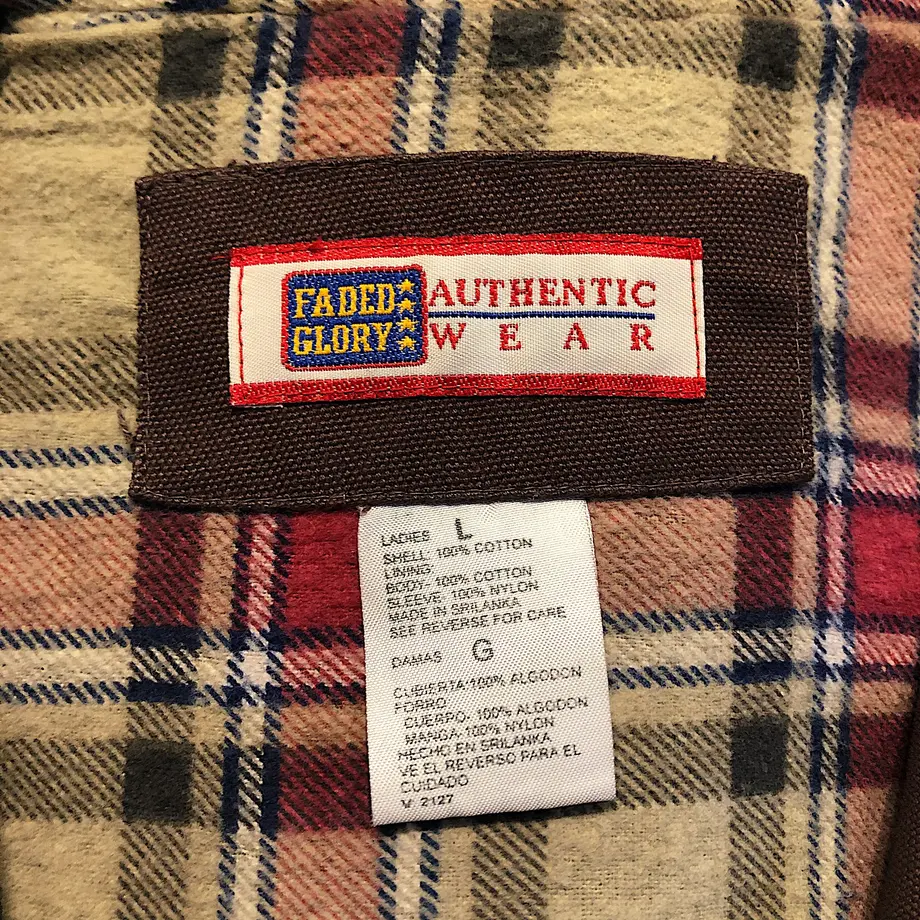 FADED
GLORY
AUTHENTIC
WEAR
LADIES L
SHELL: 100% COTTON
LINING:
BODY- 100% COTTON
SLEEVE- 100% NYLON
MADE IN SRILANKA
SEE REVERSE FOR CARE
DAMAS G
CUBIERTA:100% ALGODON
FORRO
CUERPO- 100% ALGODON
MANGA- 100% NYLON
HECHO EN SRILANKA
VE EL REVERSO PARA EL
CUIDADO
V 2127